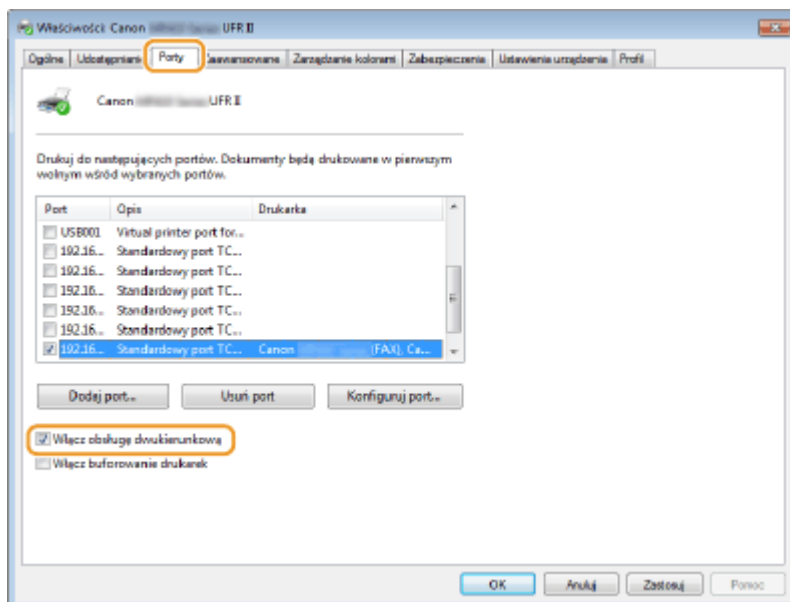 Właściwości: Canon UFR II
Ogólne Udostępnianie Porty Zaawansowane Zarządzanie kolorami Zabezpieczenia Ustawienia urządzenia Profil
Canon UFR II
Drukuj do następujących portów. Dokumenty będą drukowane w pierwszym
wolnym wśród wybranych portów.
Port Opis Drukarka
USB001 Virtual printer port for...
192.16... Standardowy port TC...
192.16... Standardowy port TC...
192.16... Standardowy port TC...
192.16... Standardowy port TC...
192.16... Standardowy port TC...
192.16... Standardowy port TC... Canon (FAX), Ca...
Dodaj port... Usuń port Konfiguruj port...
Włącz obsługę dwukierunkową
Włącz buforowanie drukarek
OK Anuluj Zastosuj Pomoc